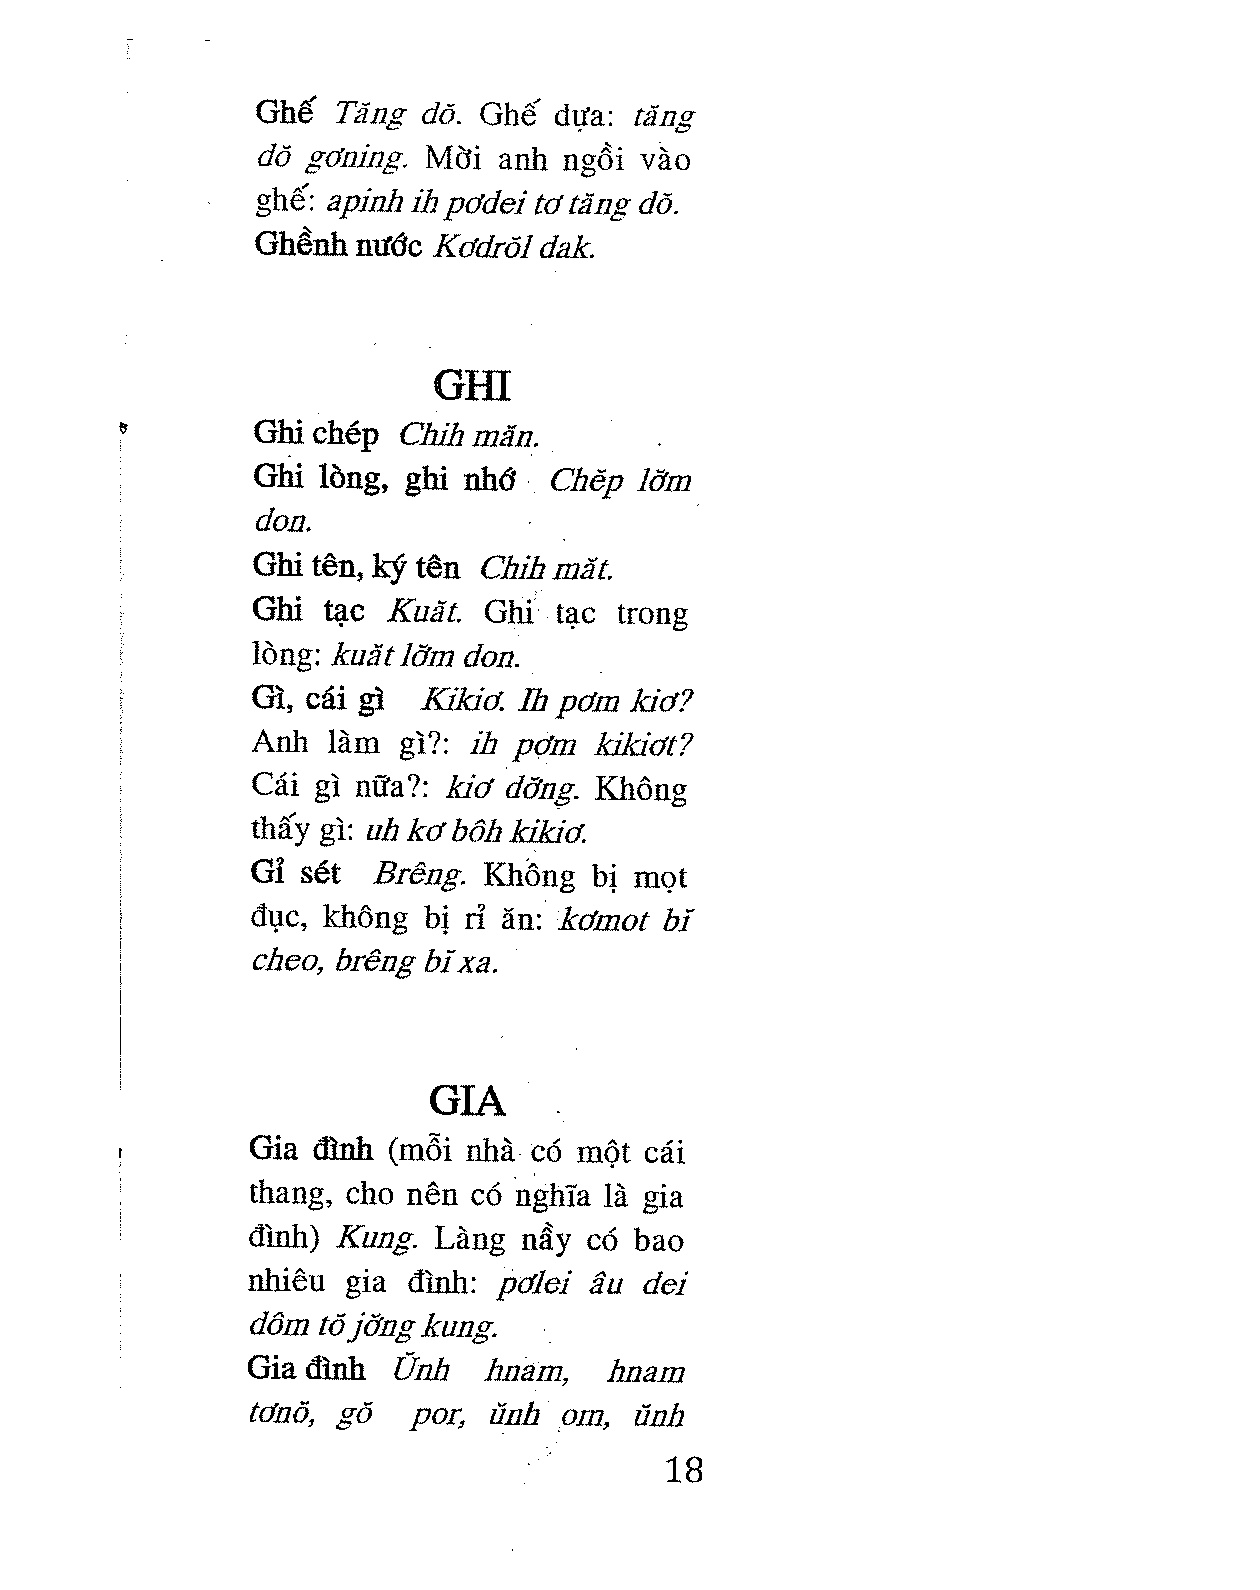 Ghế Tăng dŏ. Ghế dựa: tăng
dŏ gơning. Mời anh ngồi vào
ghế: apinh ih pơdei tơ tăng dŏ.
Ghềnh nước Kơdrŏl dak.
GHI
Ghi chép Chih măn.
Ghi lòng, ghi nhớ Chĕp lơ̆m
don.
Ghi tên, ký tên Chih măt.
Ghi tạc Kuăt. Ghi tạc trong
lòng: kuăt lơ̆m don.
Gì, cái gì Kikiơ. Ih pơm kiơ?
Anh làm gì?: ih pơm kikiơt?
Cái gì nữa?: kiơ dơ̆ng. Không
thấy gì: uh kơ bôh kikiơ.
Gỉ sét Brêng. Không bị mọt
đục, không bị rỉ ăn: kơmot bĭ
cheo, brêng bĭ xa.
GIA
Gia đình (mỗi nhà có một cái
thang, cho nên có nghĩa là gia
đình) Kung. Làng nầy có bao
nhiêu gia đình: pơlei âu dei
dôm tŏ jơ̆ng kung.
Gia đình Ŭnh hnam, hnam
tơnŏ, gŏ por, ŭnh om, ŭnh
18